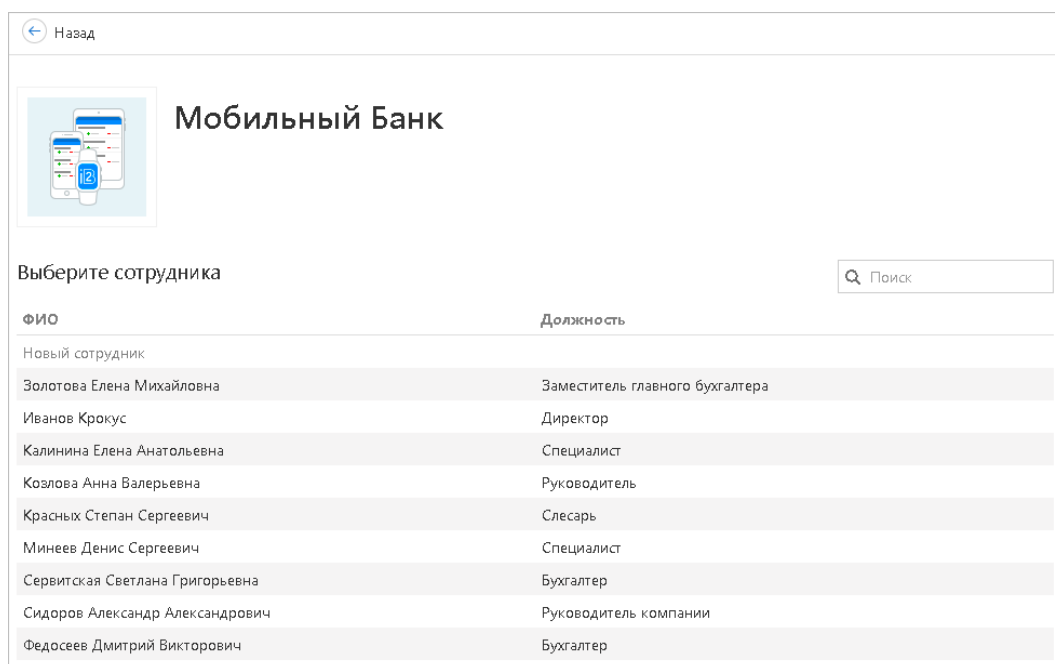 Назад
Мобильный Банк
i2
Выберите сотрудника
Поиск
ФИО Должность
Новый сотрудник
Золотова Елена Михайловна Заместитель главного бухгалтера
Иванов Крокус Директор
Калинина Елена Анатольевна Специалист
Козлова Анна Валерьевна Руководитель
Красных Степан Сергеевич Слесарь
Минеев Денис Сергеевич Специалист
Сервитская Светлана Григорьевна Бухгалтер
Сидоров Александр Александрович Руководитель компании
Федосеев Дмитрий Викторович Бухгалтер